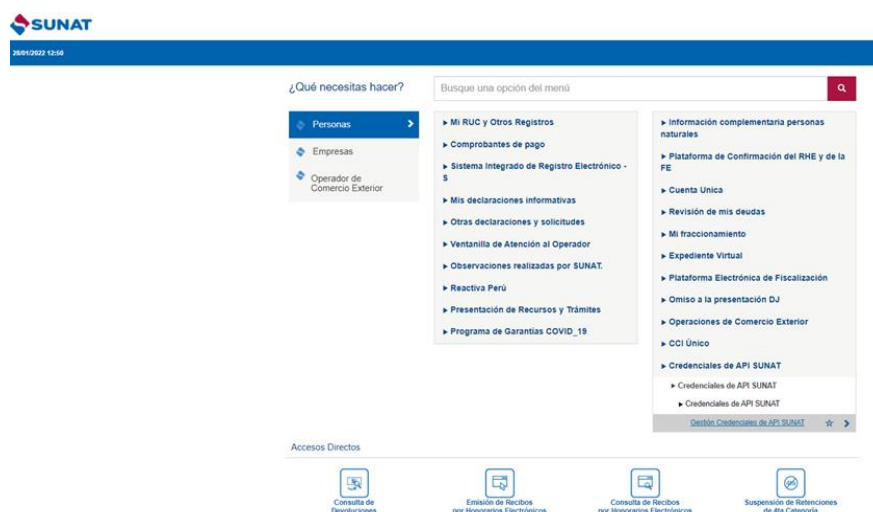 SUNAT
28/01/2022 12:50
¿Qué necesitas hacer?
Busque una opción del menú
Personas
Empresas
Operador de
Comercio Exterior
Mi RUC y Otros Registros
Comprobantes de pago
Sistema Integrado de Registro Electrónico -
S
Mis declaraciones informativas
Otras declaraciones y solicitudes
Ventanilla de Atención al Operador
Observaciones realizadas por SUNAT.
Reactiva Perú
Presentación de Recursos y Trámites
Programa de Garantías COVID_19
Información complementaria personas
naturales
Plataforma de Confirmación del RHE y de la
FE
Cuenta Unica
Revisión de mis deudas
Mi fraccionamiento
Expediente Virtual
Plataforma Electrónica de Fiscalización
Omiso a la presentación DJ
Operaciones de Comercio Exterior
CCI Único
Credenciales de API SUNAT
Credenciales de API SUNAT
Credenciales de API SUNAT
Gestión Credenciales de API SUNAT
Accesos Directos
Consulta de
Devoluciones
Emisión de Recibos
por Honorarios Electrónicos
Consulta de Recibos
por Honorarios Electrónicos
Suspensión de Retenciones
de 4ta Categoría